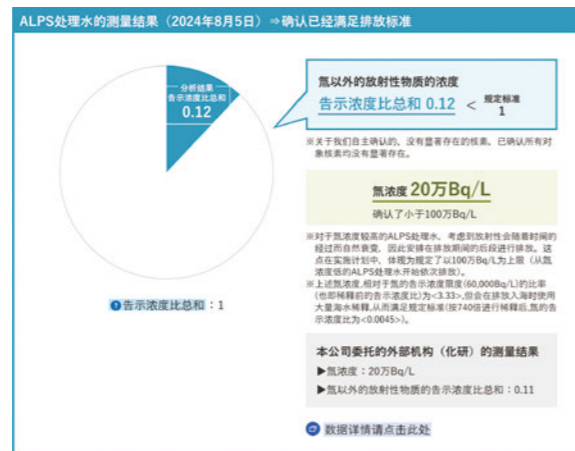 ALPS处理水的测量结果（2024年8月5日）⇒确认已经满足排放标准
分析结果
告示浓度比总和
0.12
告示浓度比总和：1
氚以外的放射性物质的浓度
告示浓度比总和 0.12 < 规定标准
1
※关于我们自主确认的、没有显著存在的核素，已确认所有对
象核素均没有显著存在。
氚浓度 20万Bq/L
确认了小于100万Bq/L
※对于氚浓度较高的ALPS处理水，考虑到放射性会随着时间的
经过而自然衰变，因此安排在排放期间的后段进行排放。这
点在实施计划中，体现为规定了以100万Bq/L为上限（从氚
浓度低的ALPS处理水开始依次排放）。
※上述氚浓度,相对于氚的告示浓度限度(60,000Bq/L)的比率
(也即稀释前的告示浓度比)为<3.33>,但会在排放入海时使用
大量海水稀释,从而满足规定标准(按740倍进行稀释后,氚的告
示浓度比为<0.0045>)。
本公司委托的外部机构（化研）的测量结果
▶氚浓度：20万Bq/L
▶氚以外的放射性物质的告示浓度比总和：0.11
数据详情请点击此处